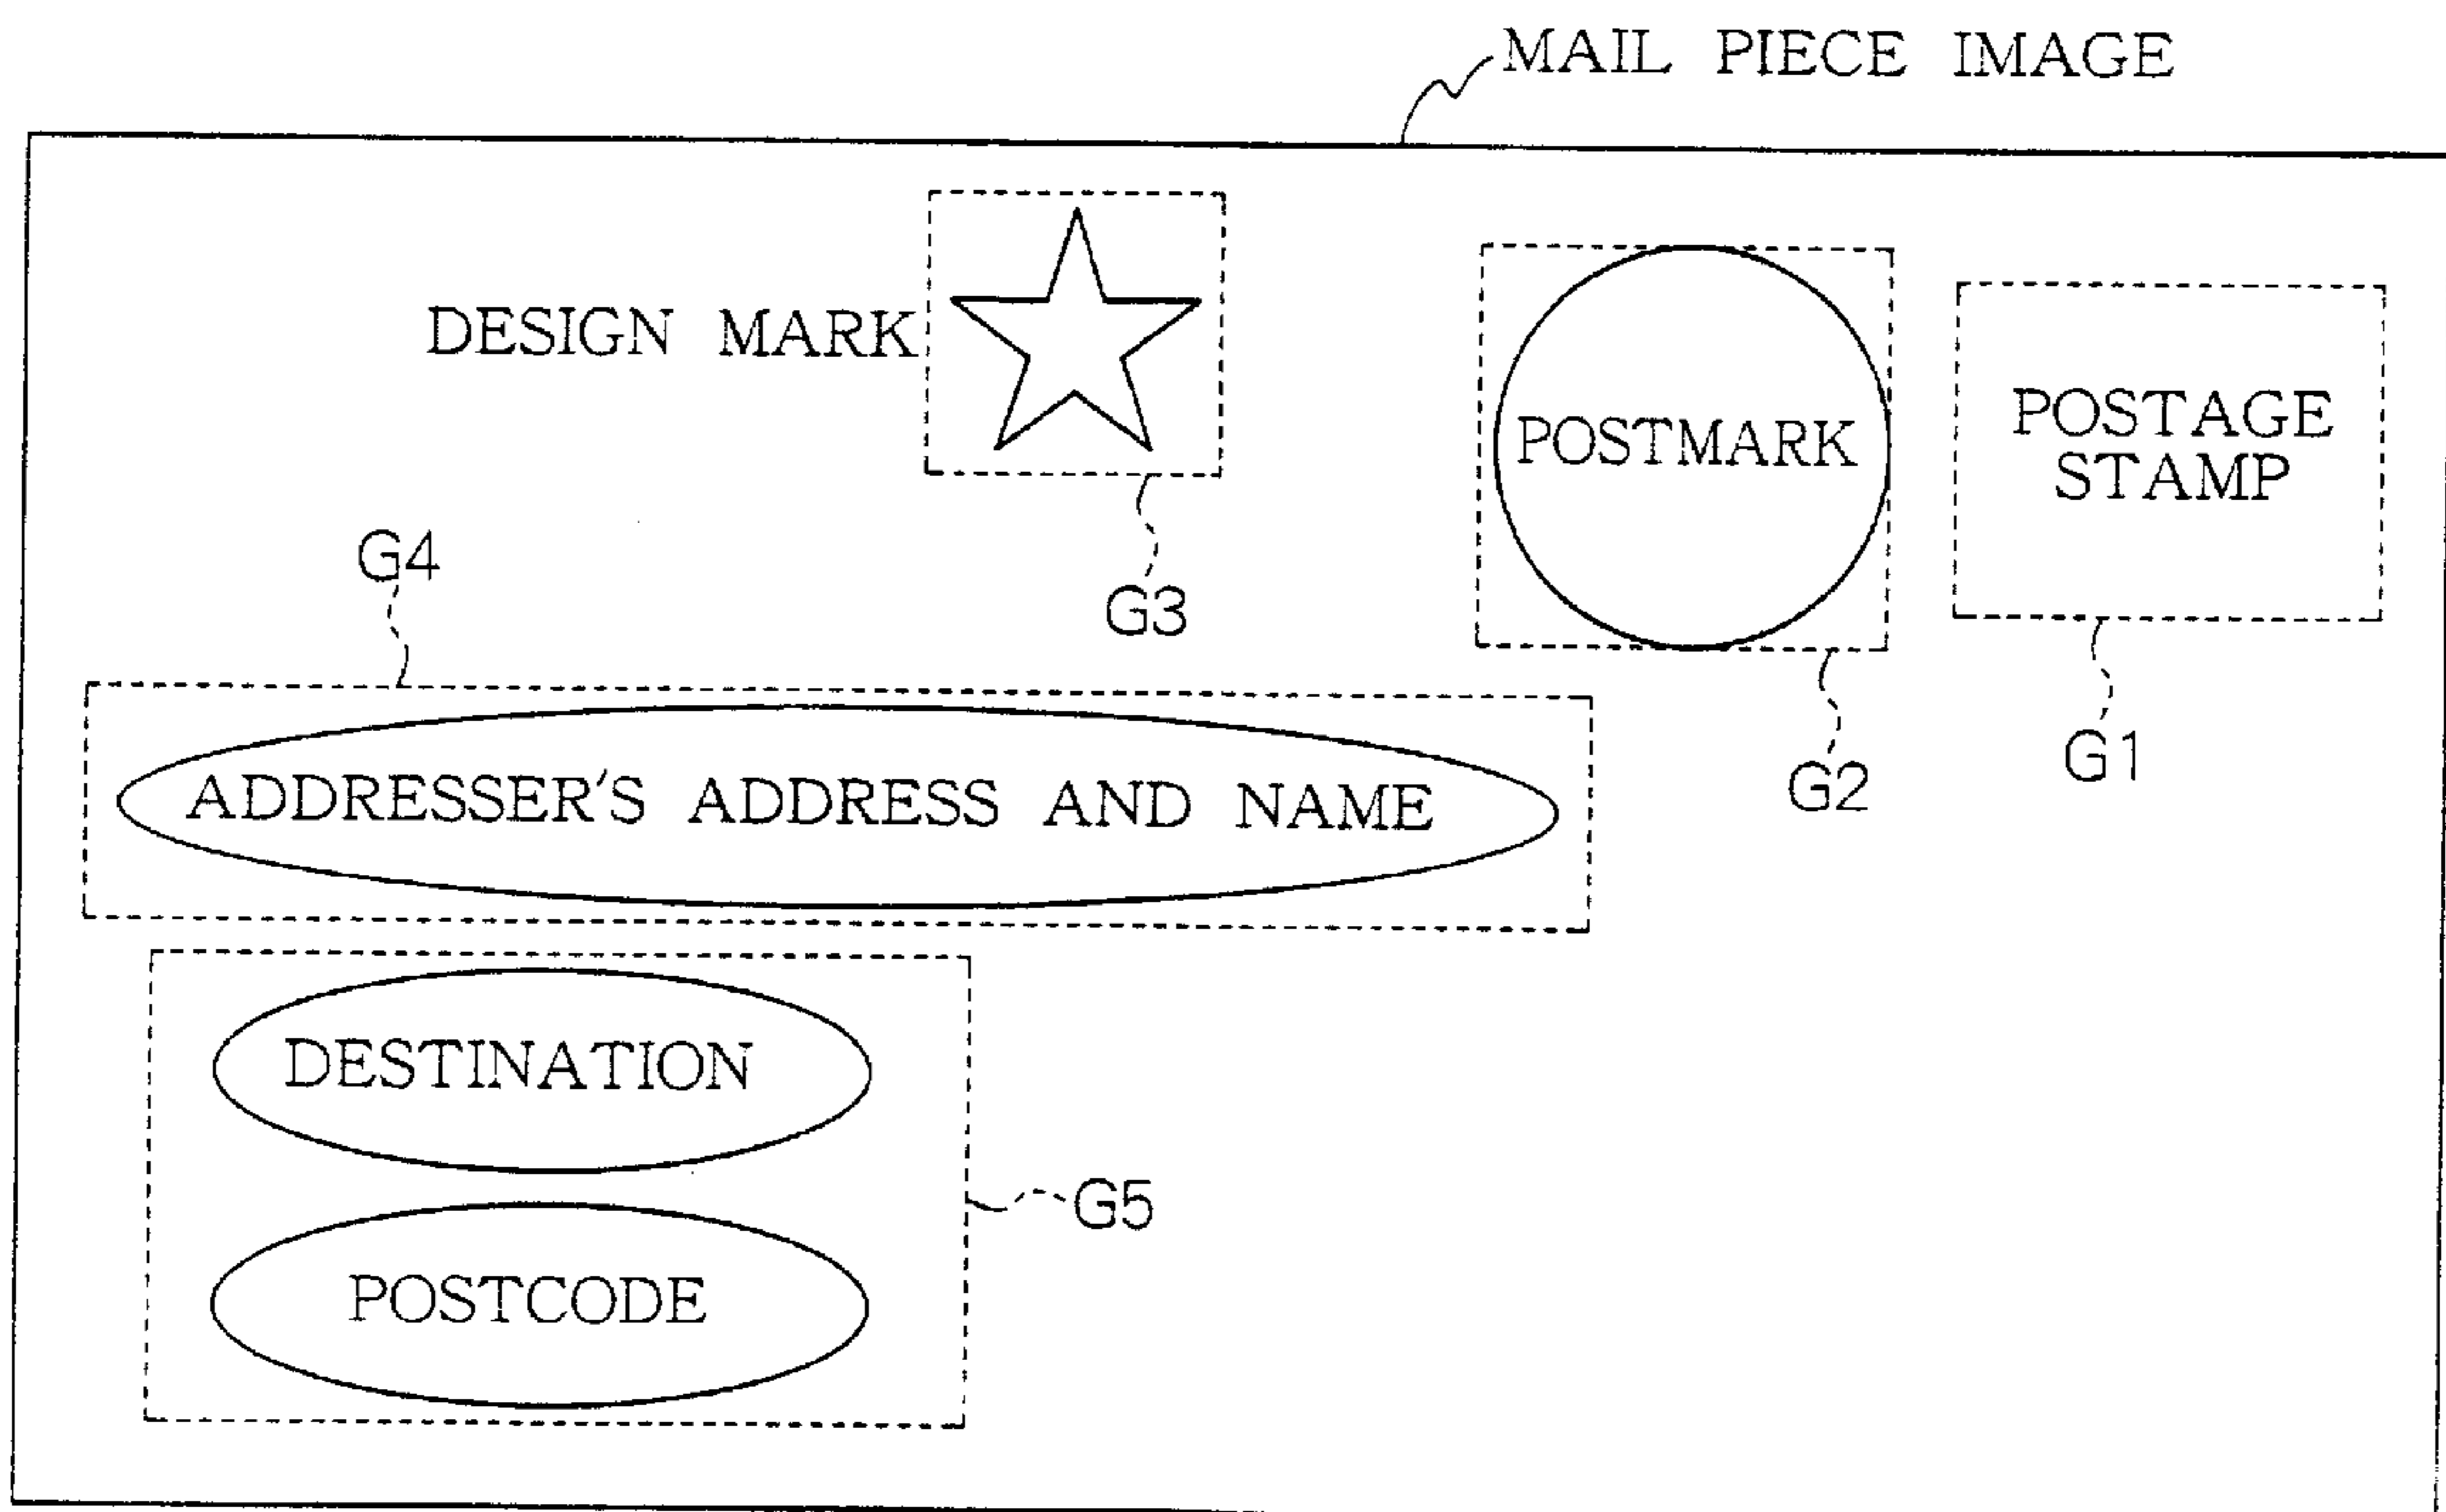 MAIL PIECE IMAGE
DESIGN MARK
POSTMARK
POSTAGE
STAMP
G4
G3
G2
G1
ADDRESSER'S ADDRESS AND NAME
DESTINATION
G5
POSTCODE